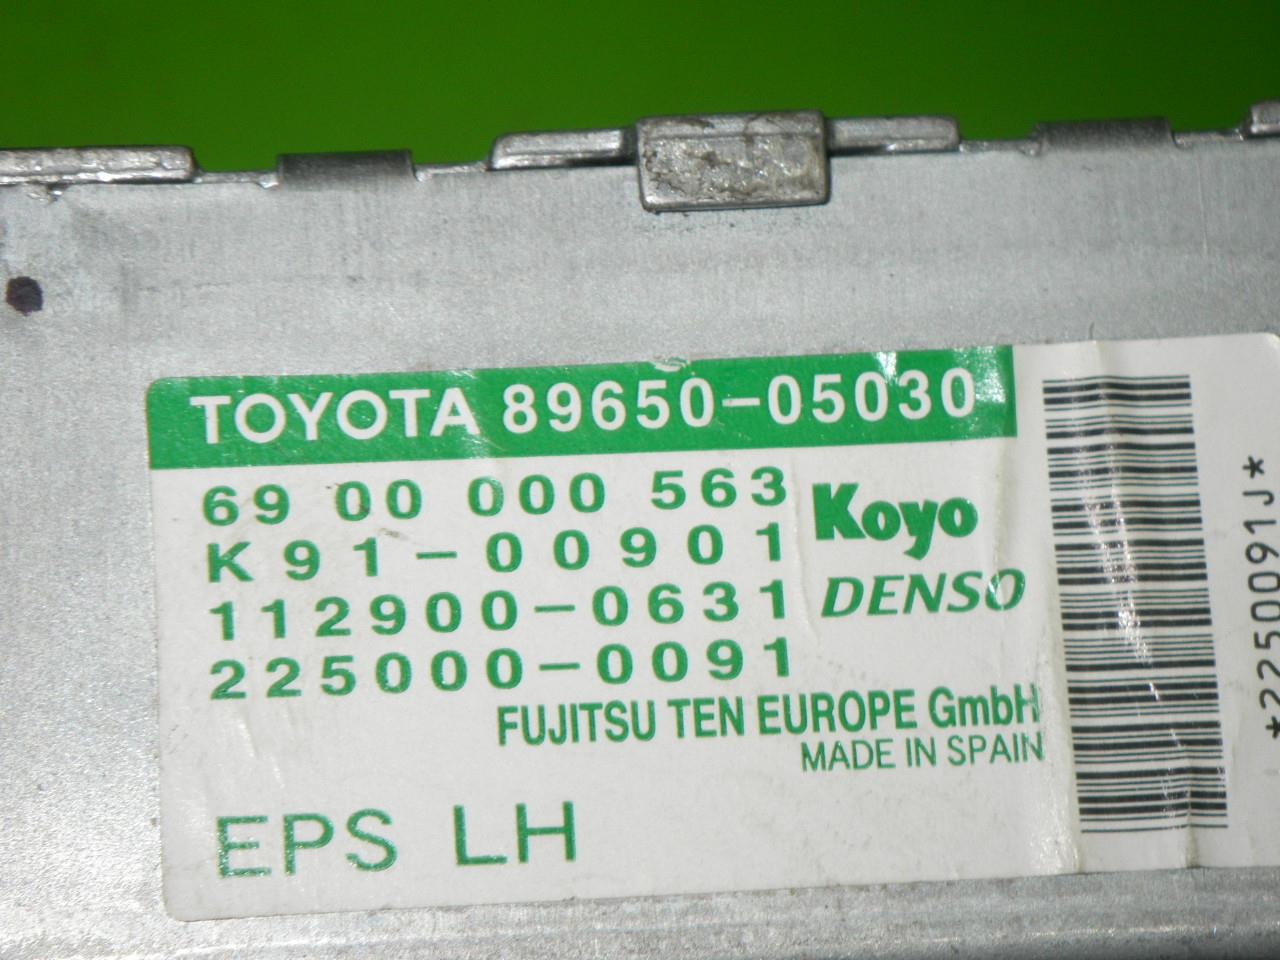 TOYOTA 89650-05030
69 00 000 563
K91-00901
112900-0631
225000-0091
Koyo
DENSO
FUJITSU TEN EUROPE GmbH
MADE IN SPAIN
EPS LH
*2250091J*